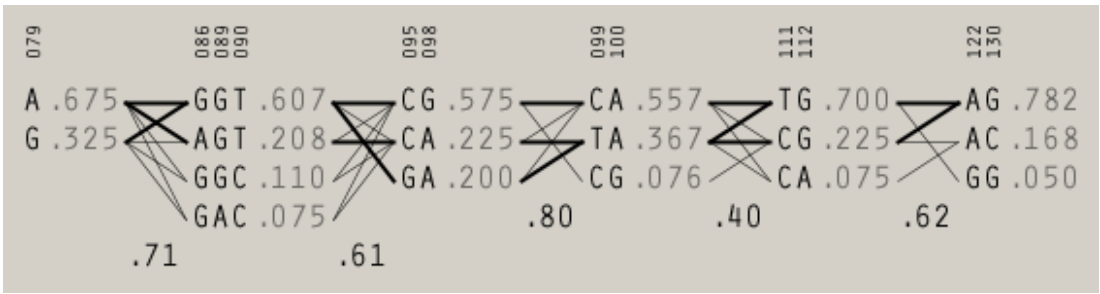 079 086 089 090 095 098 099 100 111 112 122 130
A .675 GGT .607 CG .575 CA .557 TG .700 AG .782
G .325 AGT .208 CA .225 TA .367 CG .225 AC .168
GGC .110 GA .200 CG .076 CA .075 GG .050
GAC .075 .80 .40 .62
.71 .61